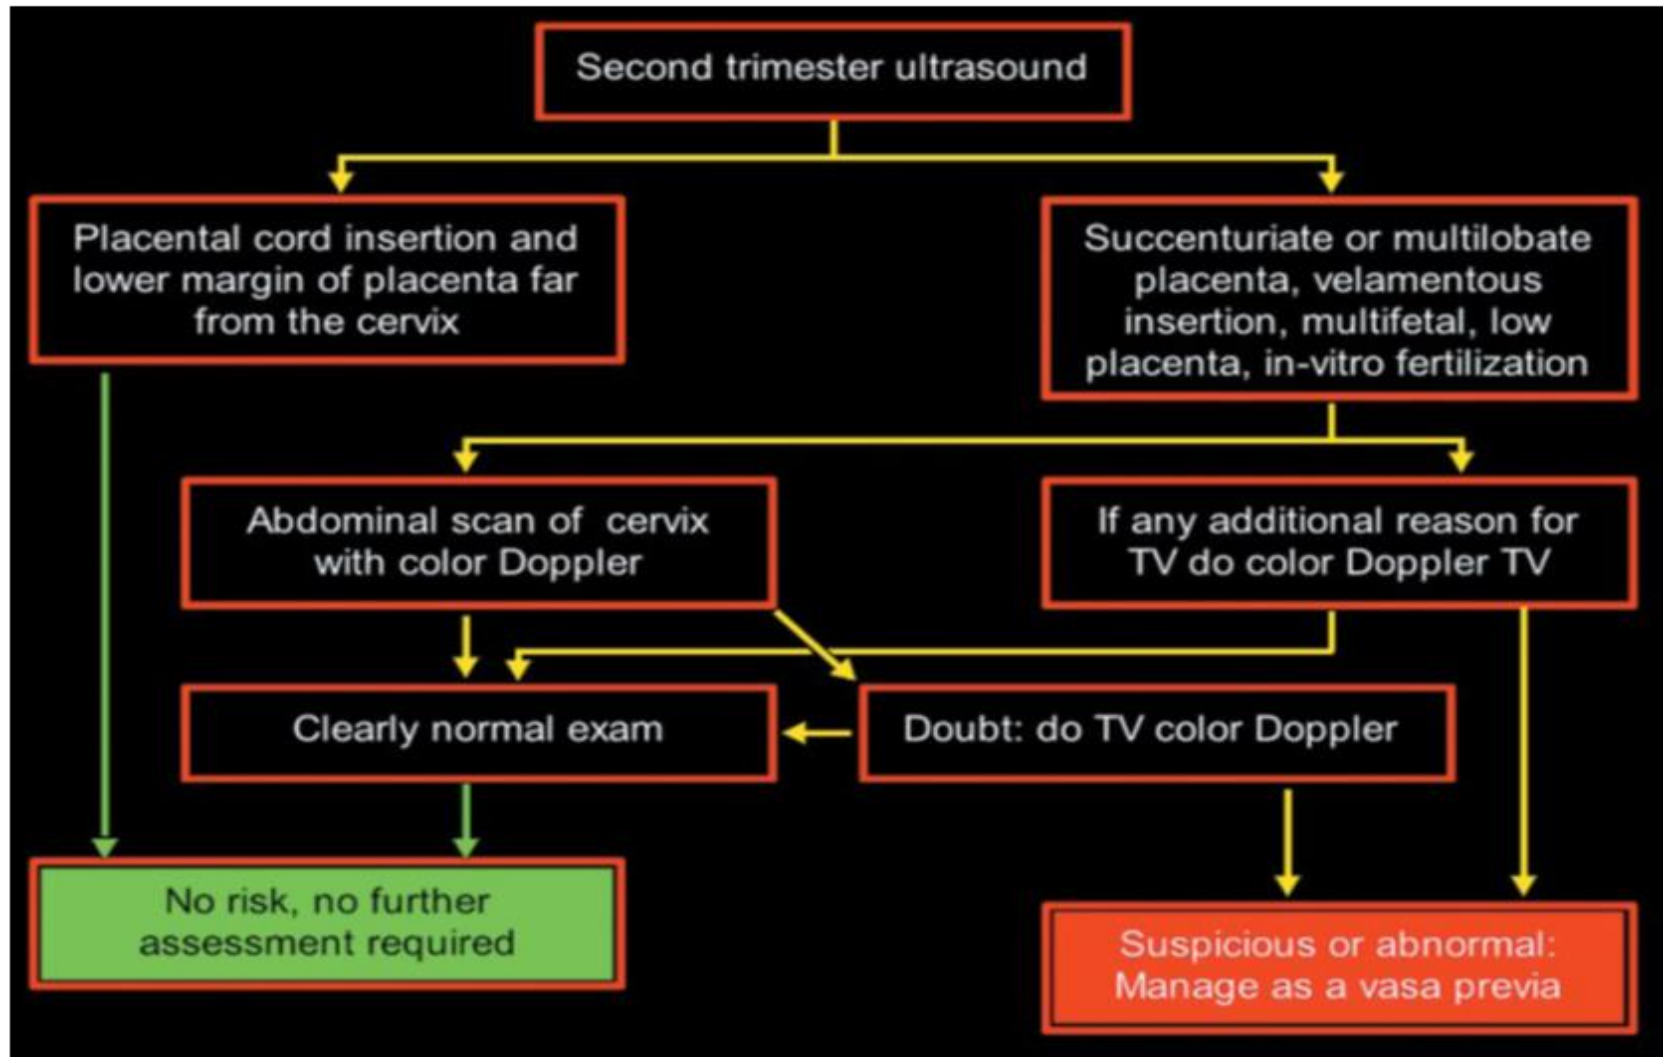 Second trimester ultrasound
Placental cord insertion and
lower margin of placenta far
from the cervix
Succenturiate or multilobate
placenta, velamentous
insertion, multifetal, low
placenta, in-vitro fertilization
Abdominal scan of cervix
with color Doppler
If any additional reason for
TV do color Doppler TV
Clearly normal exam
Doubt: do TV color Doppler
No risk, no further
assessment required
Suspicious or abnormal:
Manage as a vasa previa